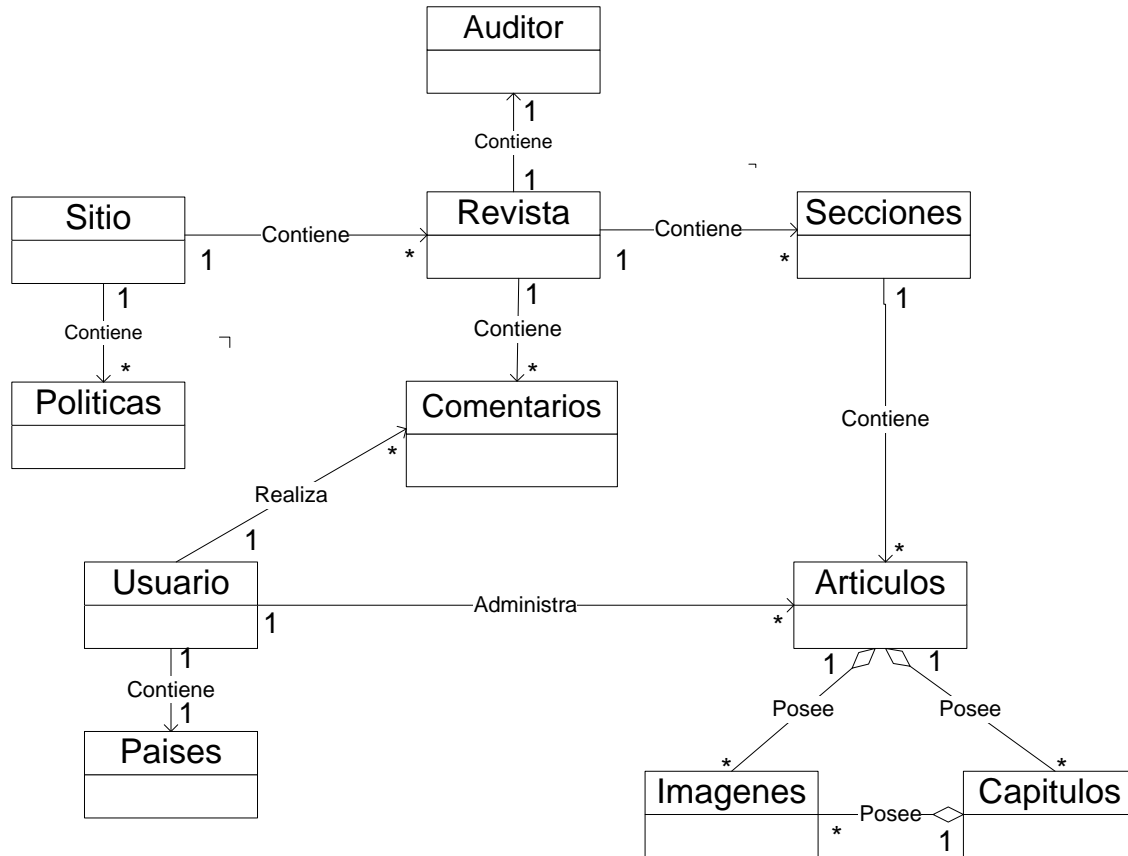 Auditor
1
Contiene
1
Sitio
Revista
Secciones
Contiene
Contiene
1
*
1
*
1
1
1
Contiene
Contiene
*
*
Politicas
Comentarios
Contiene
*
Realiza
1
*
Usuario
Articulos
Administra
1
*
1
1
1
Contiene
1
Posee
Posee
Paises
*
*
Imagenes
Capitulos
Posee
*
1